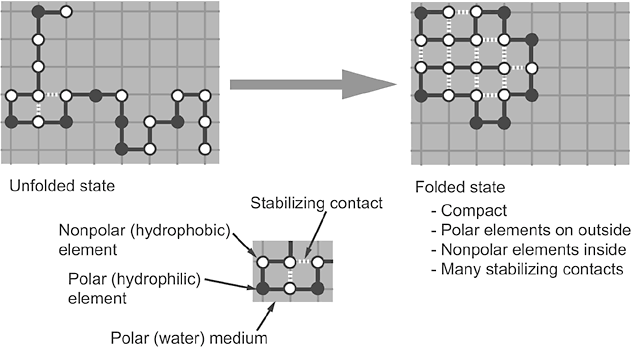 Unfolded state
Folded state
- Compact
- Polar elements on outside
- Nonpolar elements inside
- Many stabilizing contacts
Stabilizing contact
Nonpolar (hydrophobic)
element
Polar (hydrophilic)
element
Polar (water) medium